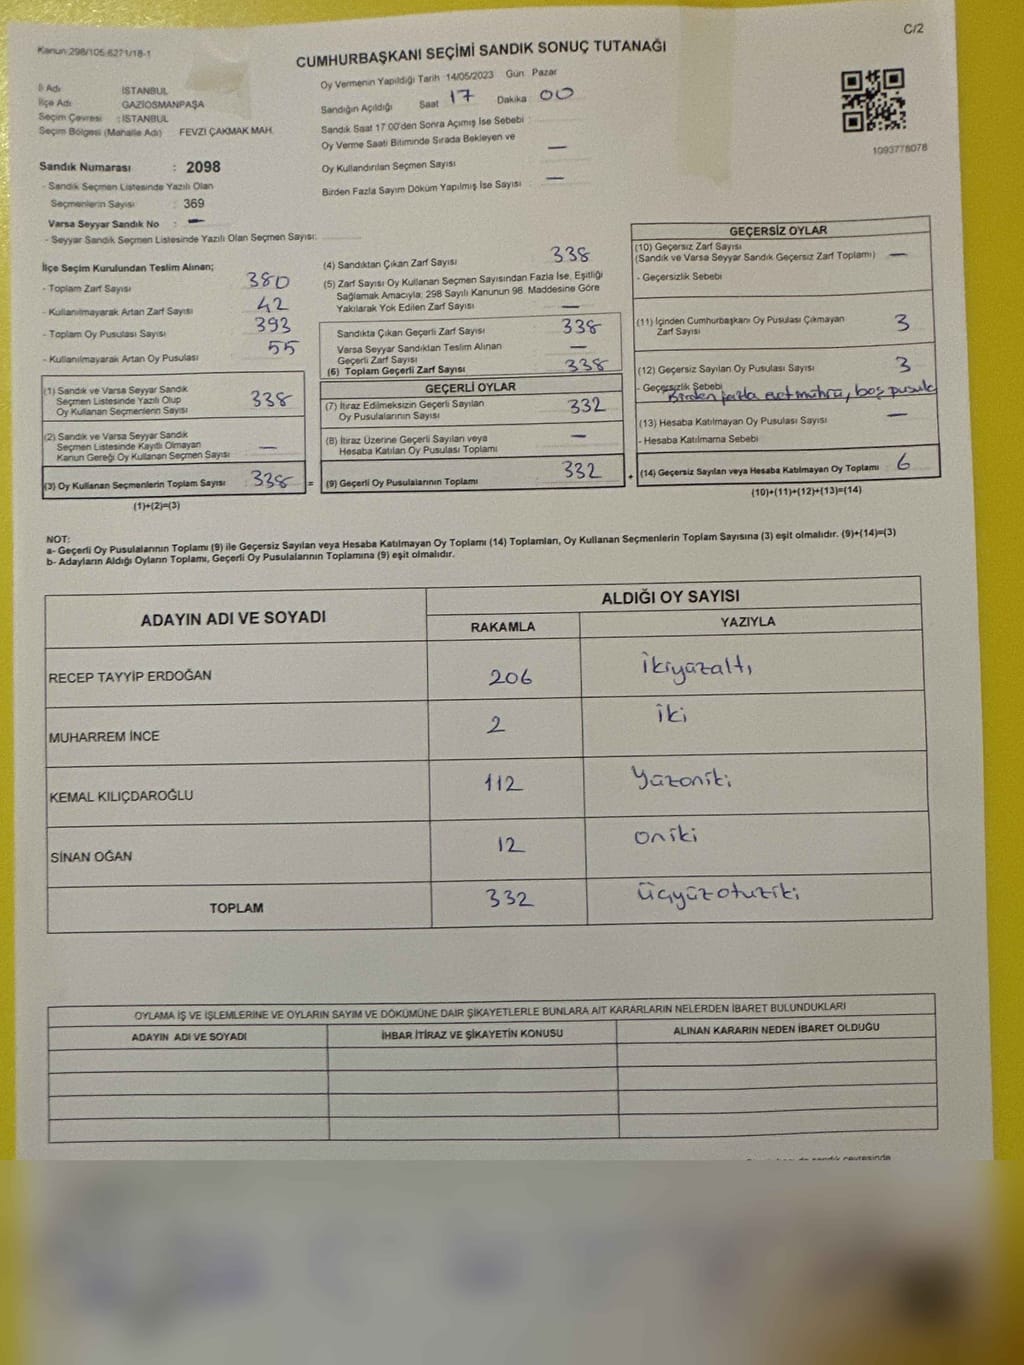 Kanun:298/105-6271/18-1
C/2
CUMHURBAŞKANI SEÇİMİ SANDIK SONUÇ TUTANAĞI
İl Adı : İSTANBUL
İlçe Adı : GAZİOSMANPAŞA
Seçim Çevresi : İSTANBUL
Seçim Bölgesi (Mahalle Adı) FEVZİ ÇAKMAK MAH.
Oy Vermenin Yapıldığı Tarih 14/05/2023 Gün Pazar
Sandığın Açıldığı Saat 17 Dakika 00
Sandık Saat 17:00'den Sonra Açımış İse Sebebi :
Oy Verme Saati Bitiminde Sırada Bekleyen ve
Oy Kullandırılan Seçmen Sayısı —
Birden Fazla Sayım Döküm Yapılmış İse Sayısı —
1093778078
Sandık Numarası : 2098
- Sandık Seçmen Listesinde Yazılı Olan
Seçmenlerin Sayısı : 369
Varsa Seyyar Sandık No : —
- Seyyar Sandık Seçmen Listesinde Yazılı Olan Seçmen Sayısı:
İlçe Seçim Kurulundan Teslim Alınan;
- Toplam Zarf Sayısı 380
- Kullanılmayarak Artan Zarf Sayısı 42
- Toplam Oy Pusulası Sayısı 393
- Kullanılmayarak Artan Oy Pusulası 55
(1) Sandık ve Varsa Seyyar Sandık
Seçmen Listesinde Yazılı Olup
Oy Kullanan Seçmenlerin Sayısı 338
(2) Sandık ve Varsa Seyyar Sandık
Seçmen Listesinde Kayıtlı Olmayan
Kanun Gereği Oy Kullanan Seçmen Sayısı —
(3) Oy Kullanan Seçmenlerin Toplam Sayısı 338 =
(1)+(2)=(3)
(4) Sandıktan Çıkan Zarf Sayısı 338
(5) Zarf Sayısı Oy Kullanan Seçmen Sayısından Fazla İse, Eşitliği
Sağlamak Amacıyla; 298 Sayılı Kanunun 98. Maddesine Göre
Yakılarak Yok Edilen Zarf Sayısı —
Sandıkta Çıkan Geçerli Zarf Sayısı 338
Varsa Seyyar Sandıktan Teslim Alınan
Geçerli Zarf Sayısı —
(6) Toplam Geçerli Zarf Sayısı 338
GEÇERLİ OYLAR
(7) İtiraz Edilmeksizin Geçerli Sayılan
Oy Pusulalarının Sayısı 332
(8) İtiraz Üzerine Geçerli Sayılan veya
Hesaba Katılan Oy Pusulası Toplamı —
(9) Geçerli Oy Pusulalarının Toplamı 332 +
GEÇERSİZ OYLAR
(10) Geçersiz Zarf Sayısı
(Sandık ve Varsa Seyyar Sandık Geçersiz Zarf Toplamı) —
- Geçersizlik Sebebi
(11) İçinden Cumhurbaşkanı Oy Pusulası Çıkmayan
Zarf Sayısı 3
(12) Geçersiz Sayılan Oy Pusulası Sayısı 3
- Geçersizlik Sebebi
Birden fazla evet mührü, boş pusula
(13) Hesaba Katılmayan Oy Pusulası Sayısı —
- Hesaba Katılmama Sebebi
(14) Geçersiz Sayılan veya Hesaba Katılmayan Oy Toplamı 6
(10)+(11)+(12)+(13)=(14)
NOT:
a- Geçerli Oy Pusulalarının Toplamı (9) ile Geçersiz Sayılan veya Hesaba Katılmayan Oy Toplamı (14) Toplamları, Oy Kullanan Seçmenlerin Toplam Sayısına (3) eşit olmalıdır. (9)+(14)=(3)
b- Adayların Aldığı Oyların Toplamı, Geçerli Oy Pusulalarının Toplamına (9) eşit olmalıdır.
ADAYIN ADI VE SOYADI ALDIĞI OY SAYISI
RAKAMLA YAZIYLA
RECEP TAYYİP ERDOĞAN 206 İkiyüzaltı
MUHARREM İNCE 2 İki
KEMAL KILIÇDAROĞLU 112 Yüzoniki
SİNAN OĞAN 12 oniki
TOPLAM 332 Üçyüzotuziki
OYLAMA İŞ VE İŞLEMLERİNE VE OYLARIN SAYIM VE DÖKÜMÜNE DAİR ŞİKAYETLERLE BUNLARA AİT KARARLARIN NELERDEN İBARET BULUNDUKLARI
ADAYIN ADI VE SOYADI İHBAR İTİRAZ VE ŞİKAYETİN KONUSU ALINAN KARARIN NEDEN İBARET OLDUĞU